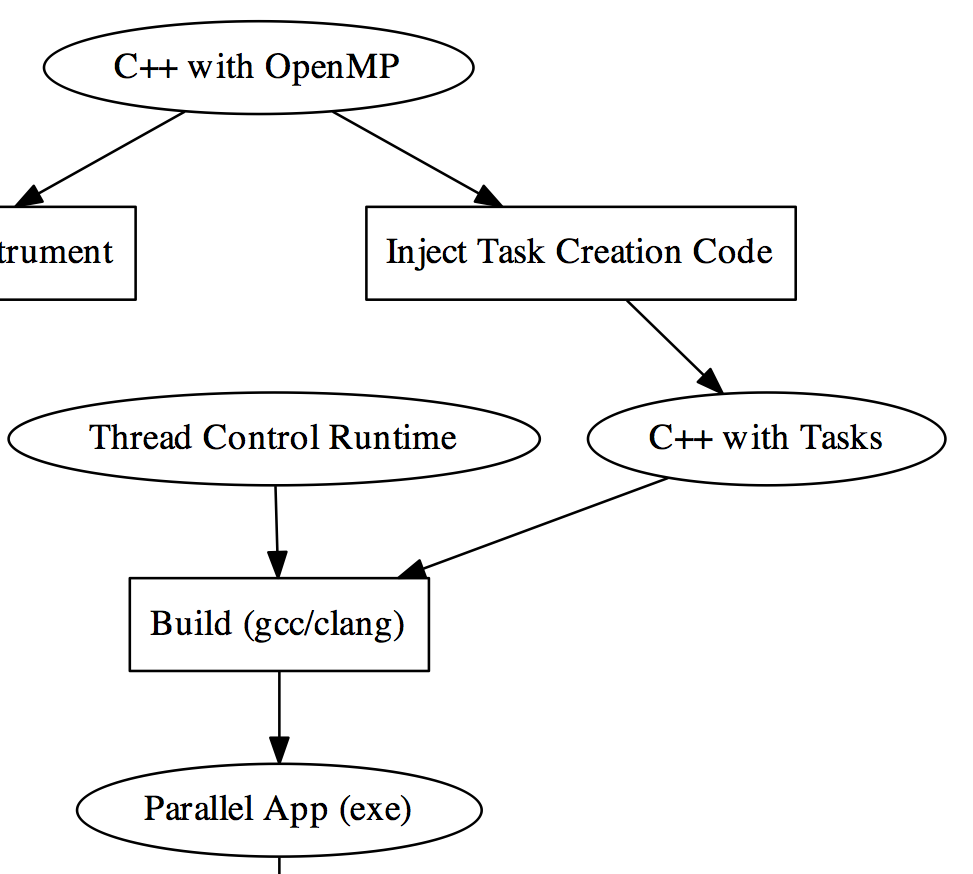 C++ with OpenMP
trument
Inject Task Creation Code
Thread Control Runtime
C++ with Tasks
Build (gcc/clang)
Parallel App (exe)